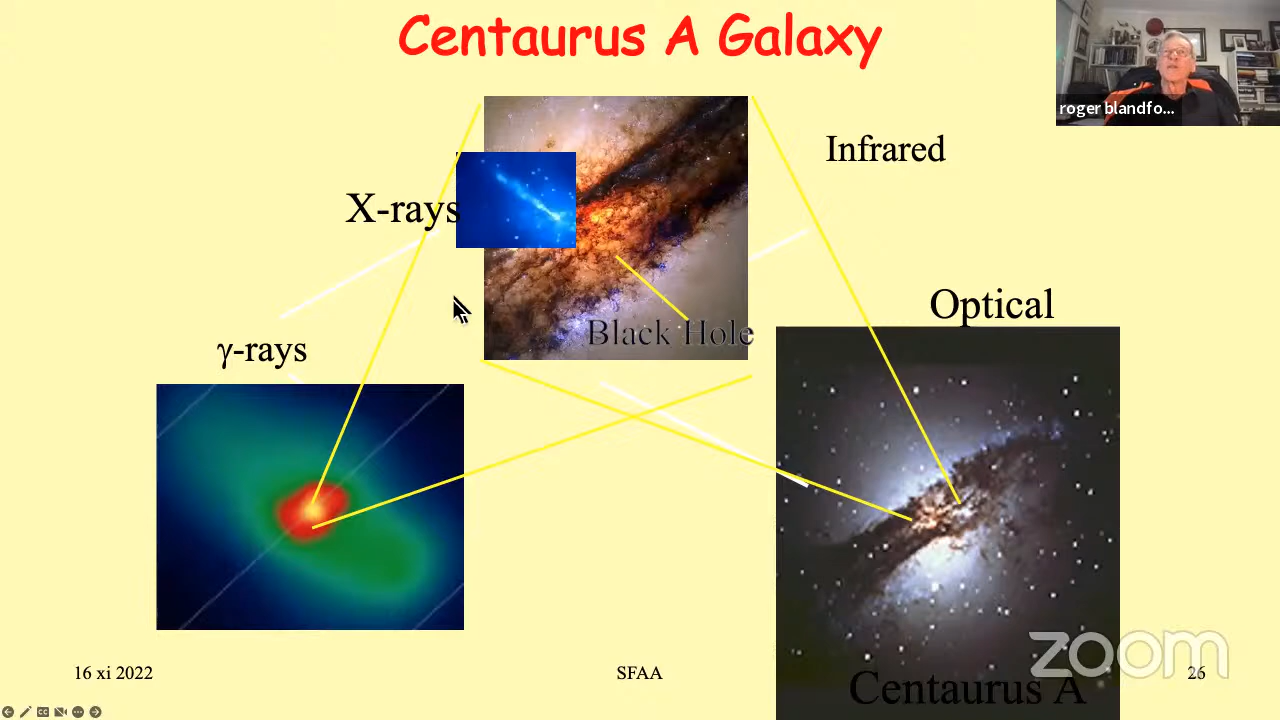 Centaurus A Galaxy
roger blandfo...
Infrared
X-rays
Optical
Black Hole
γ-rays
zoom
Centaurus A
16 xi 2022
SFAA
26